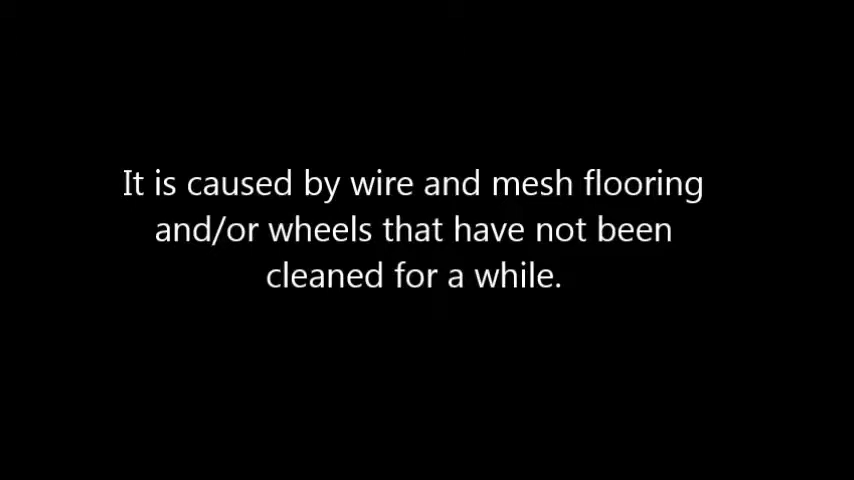 It is caused by wire and mesh flooring
and/or wheels that have not been
cleaned for a while.